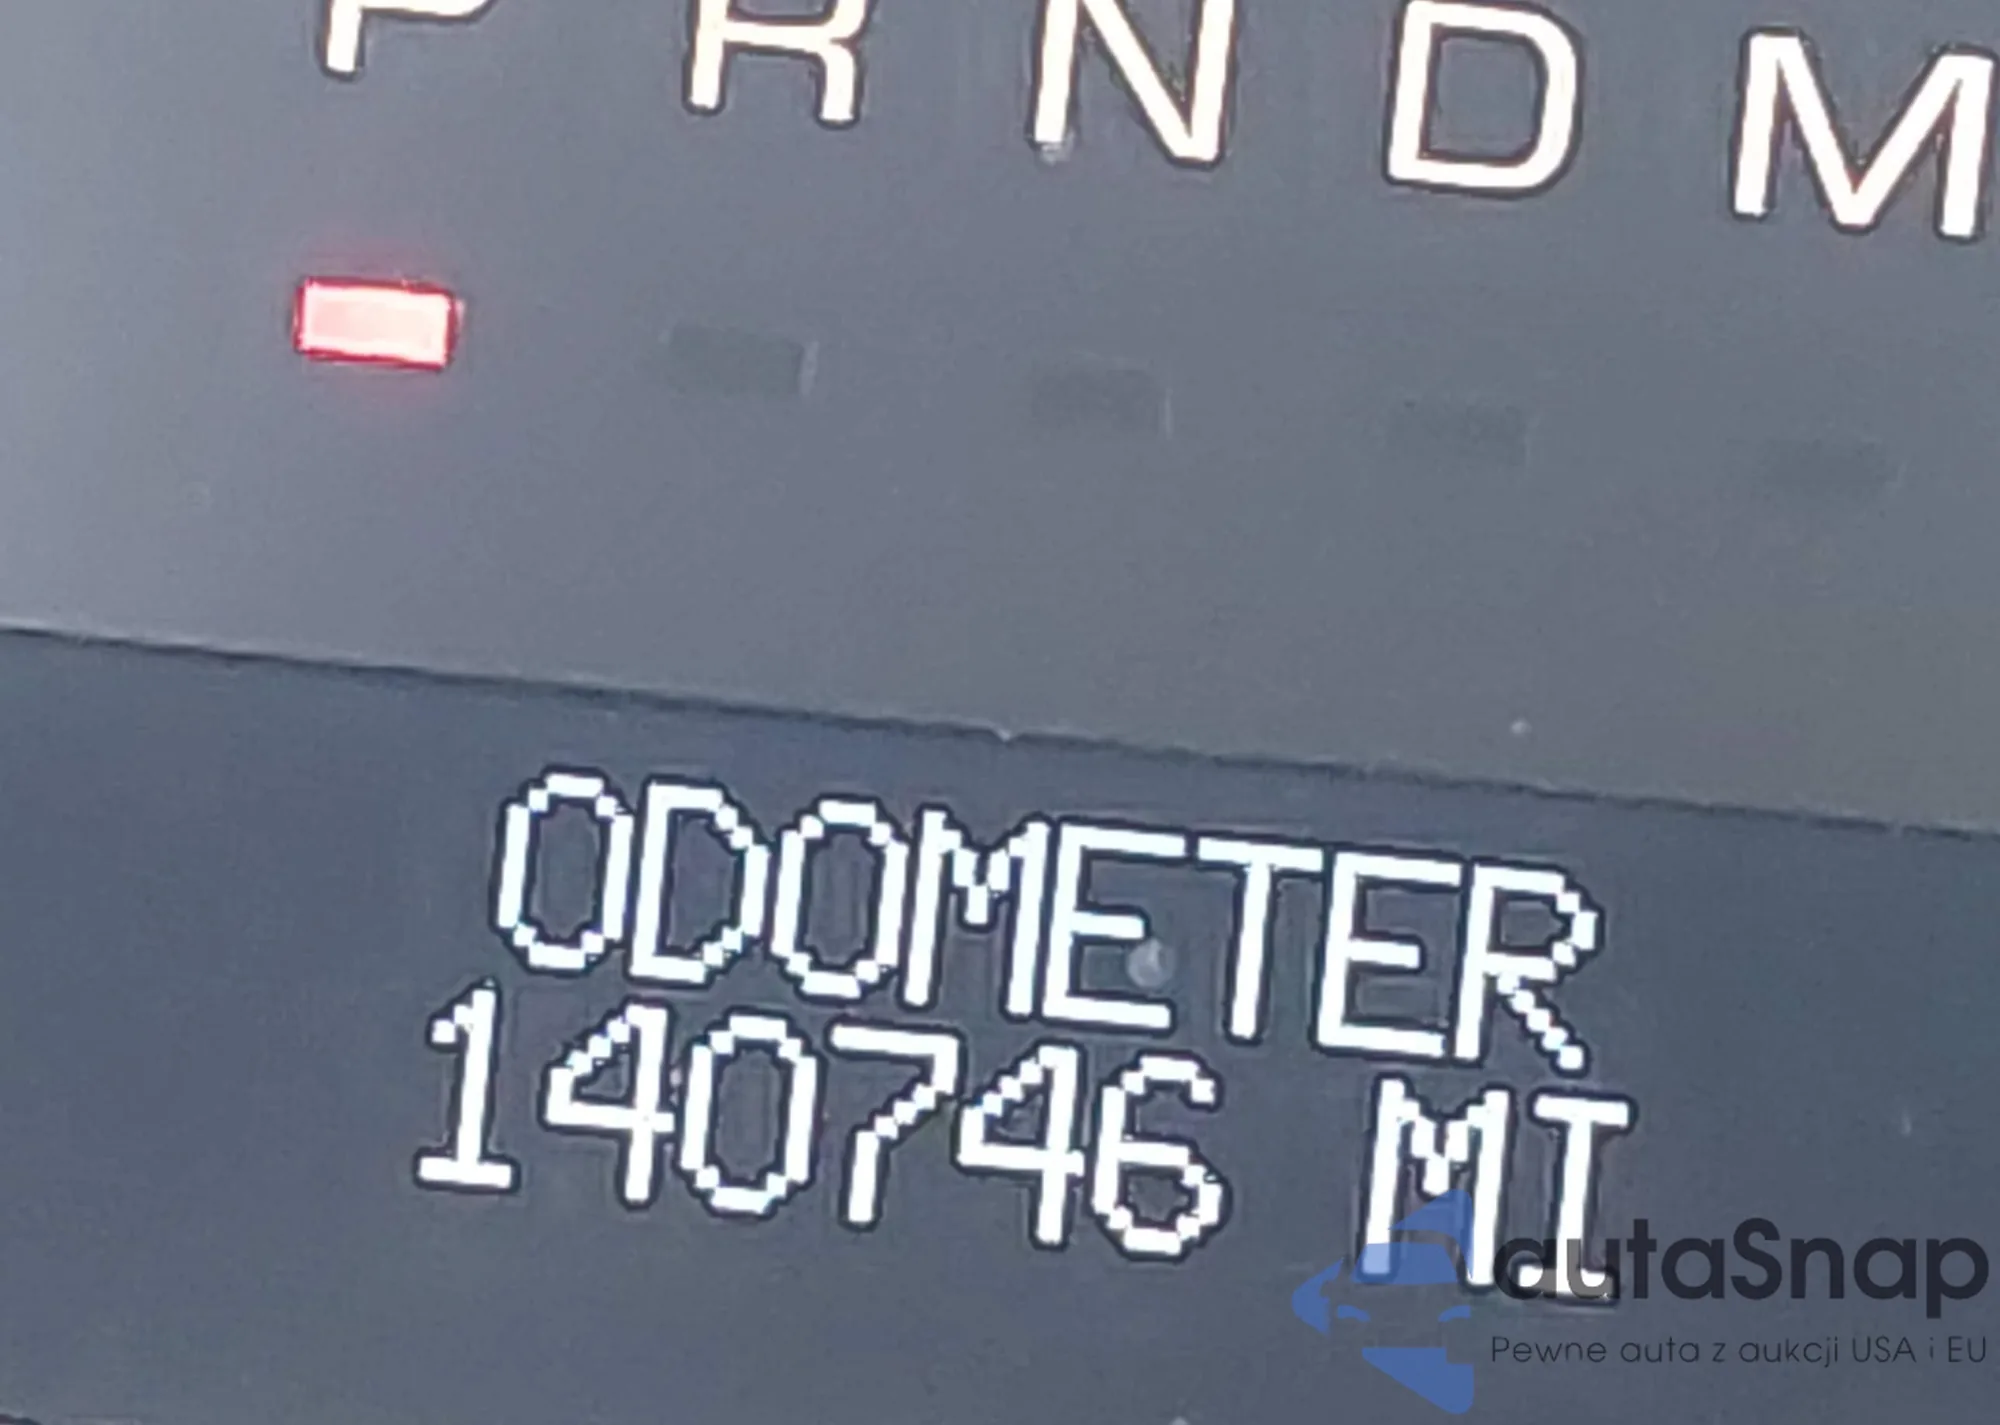 P R N D M
ODOMETER
140746 MI
autaSnap
Pewne auta z aukcji USA i EU